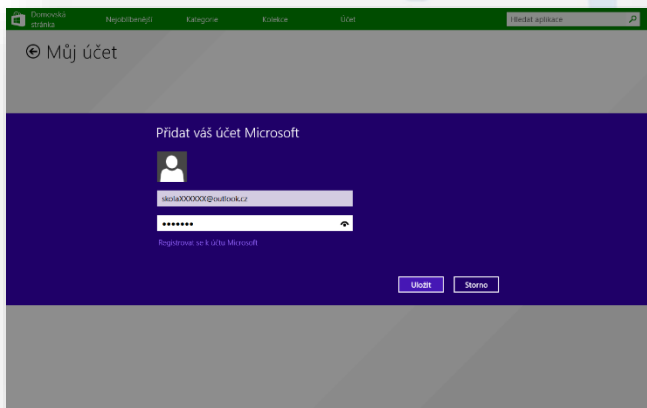 Domovská
stránka
Nejoblíbenější
Kategorie
Kolekce
Účet
Hledat aplikace
Můj účet
Přidat váš účet Microsoft
skolaXXXXXX@outlook.cz
•••••••
Registrovat se k účtu Microsoft
Uložit
Storno